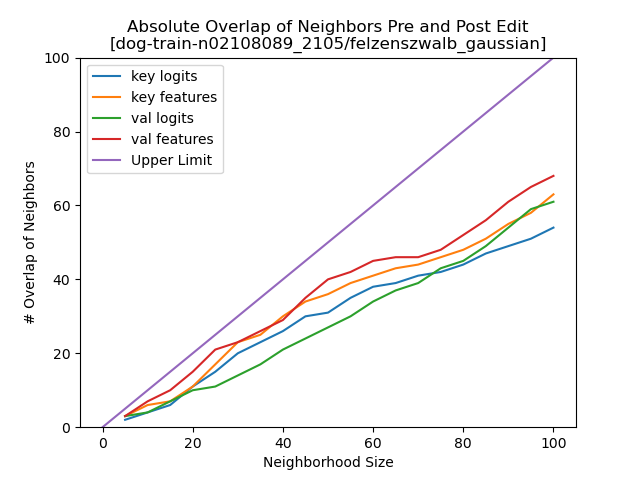 Absolute Overlap of Neighbors Pre and Post Edit
[dog-train-n02108089_2105/felzenszwalb_gaussian]
key logits
key features
val logits
val features
Upper Limit
# Overlap of Neighbors
100
80
60
40
20
0
0 20 40 60 80 100
Neighborhood Size